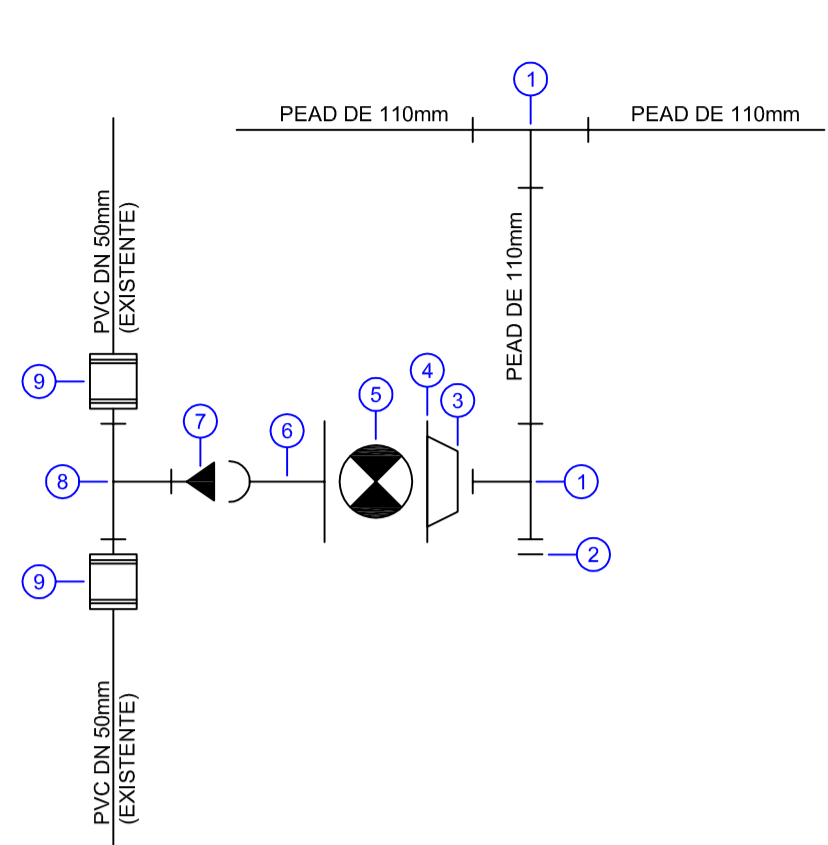 1
PEAD DE 110mm
PEAD DE 110mm
PVC DN 50mm
(EXISTENTE)
PEAD DE 110mm
9
4
5
3
7
6
8
1
2
9
PVC DN 50mm
(EXISTENTE)